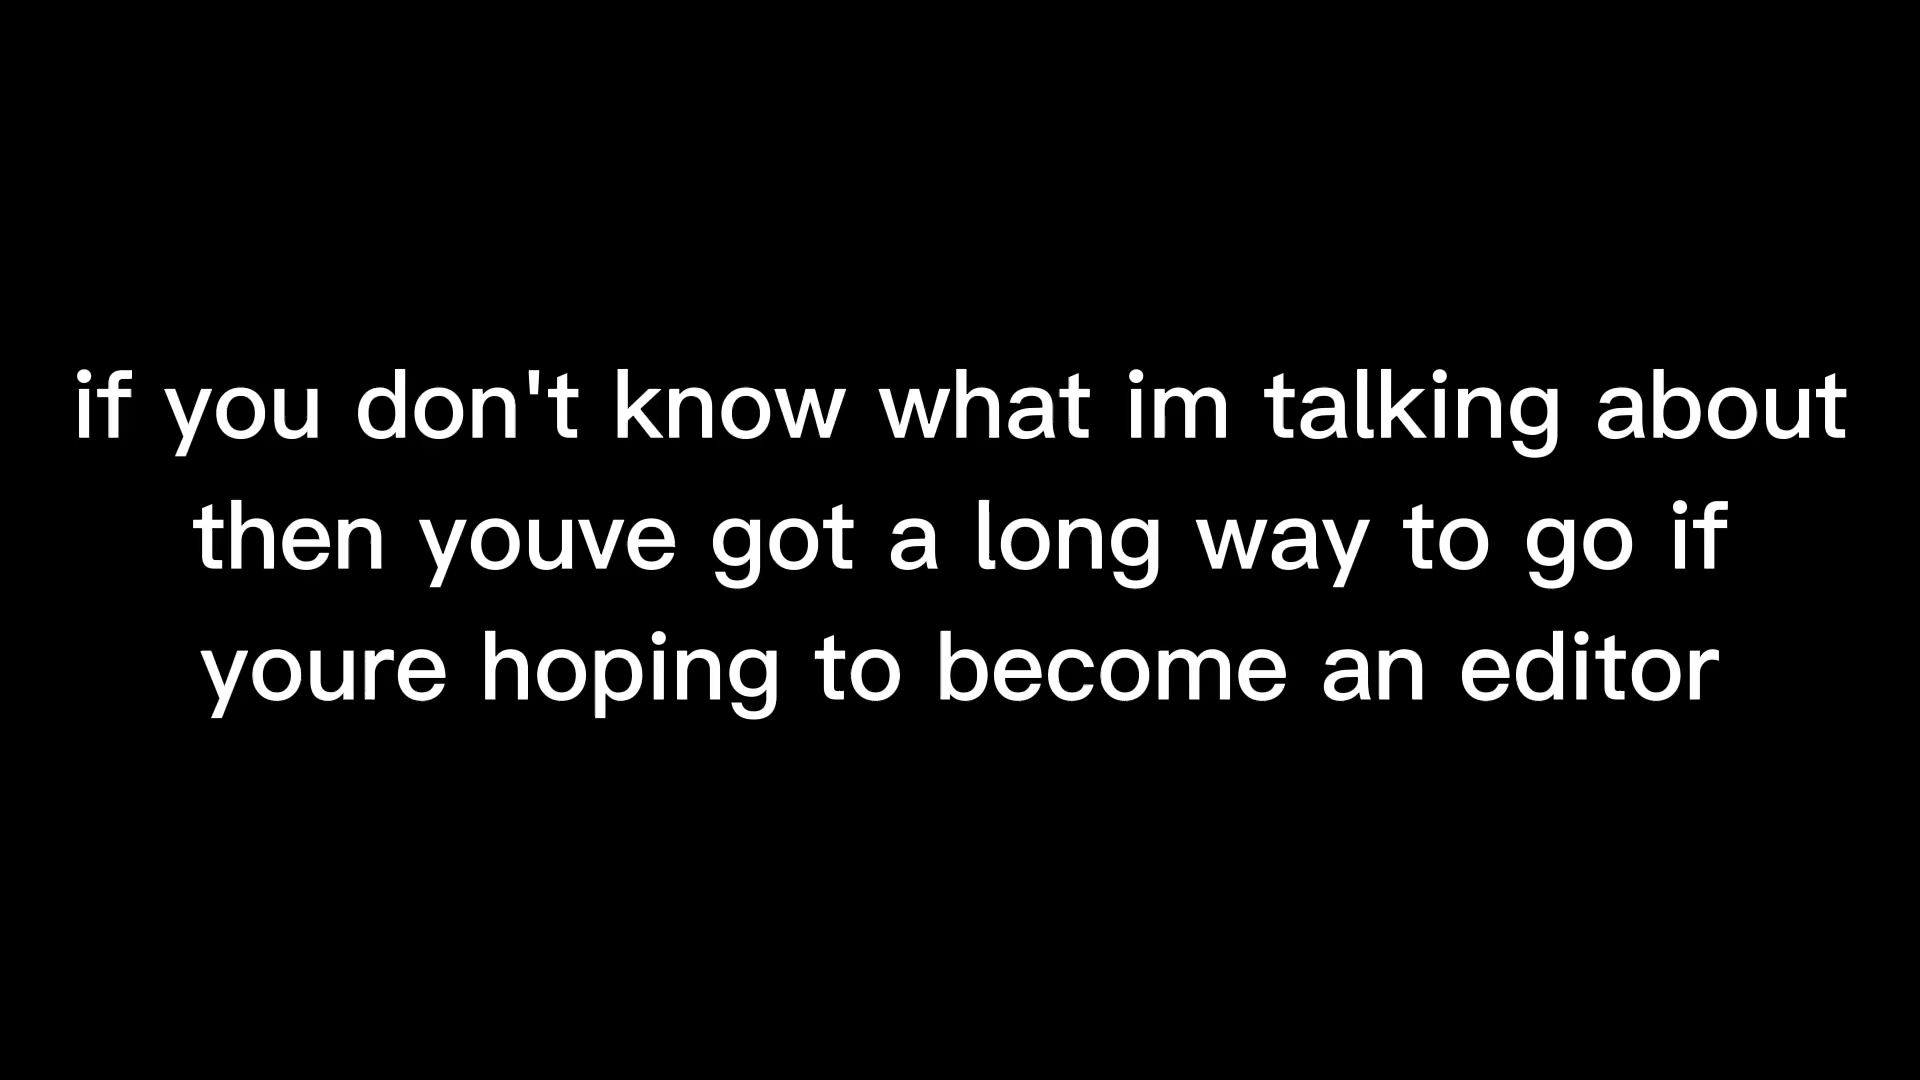 if you don't know what im talking about
then youve got a long way to go if
youre hoping to become an editor